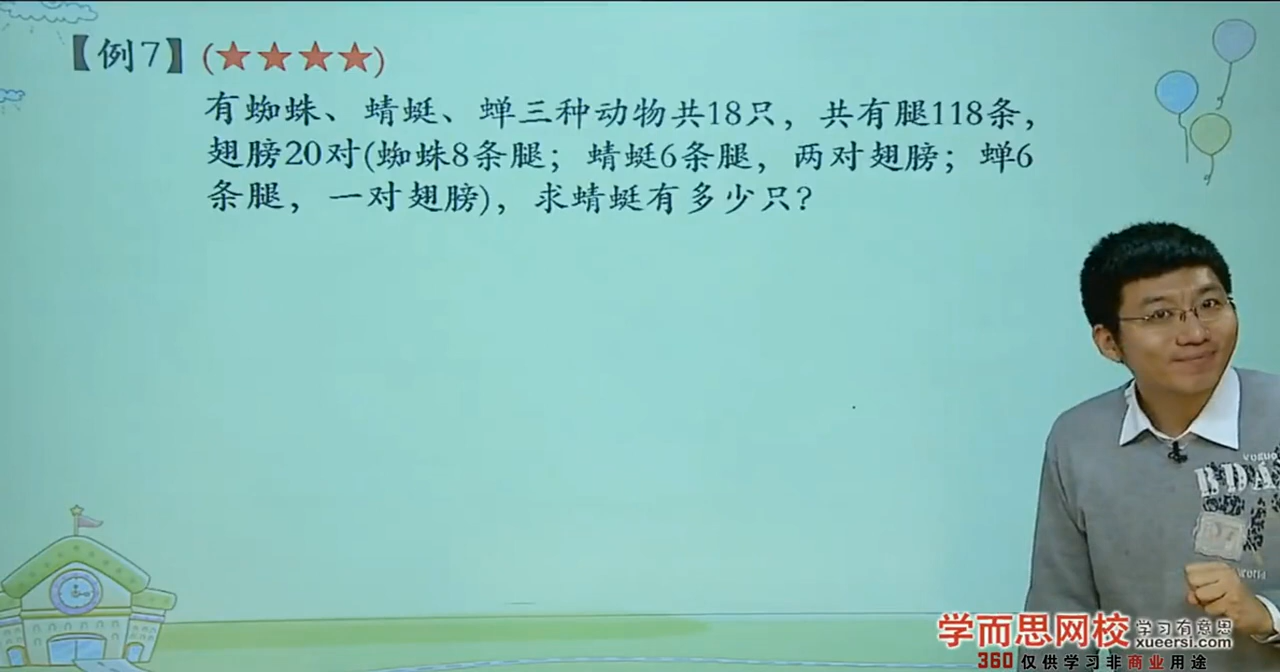 【例7】(★★★★)
有蜘蛛、蜻蜓、蝉三种动物共18只，共有腿118条，
翅膀20对(蜘蛛8条腿；蜻蜓6条腿，两对翅膀；蝉6
条腿，一对翅膀)，求蜻蜓有多少只？
BDA
学而思网校 学习有意思
xueersi.com
360 仅供学习非商业用途